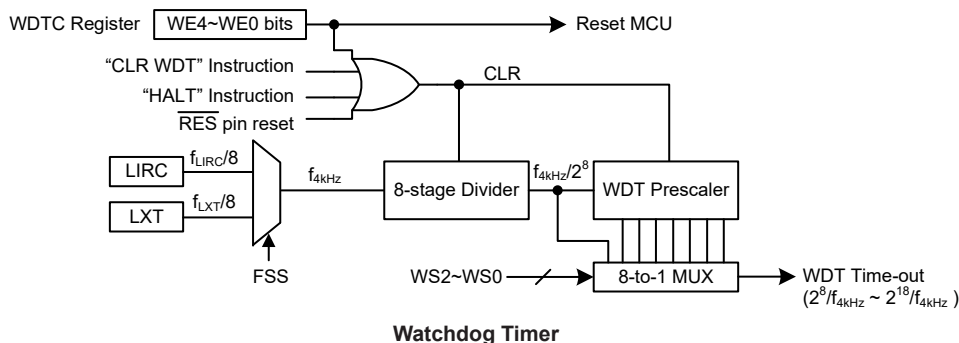 WDTC Register WE4~WE0 bits Reset MCU
“CLR WDT” Instruction
CLR
“HALT” Instruction
RES pin reset
LIRC fLIRC/8
f4kHz 8-stage Divider f4kHz/2^8 WDT Prescaler
LXT fLXT/8
FSS
WS2~WS0 8-to-1 MUX WDT Time-out
(2^8/f4kHz ~ 2^18/f4kHz )
Watchdog Timer